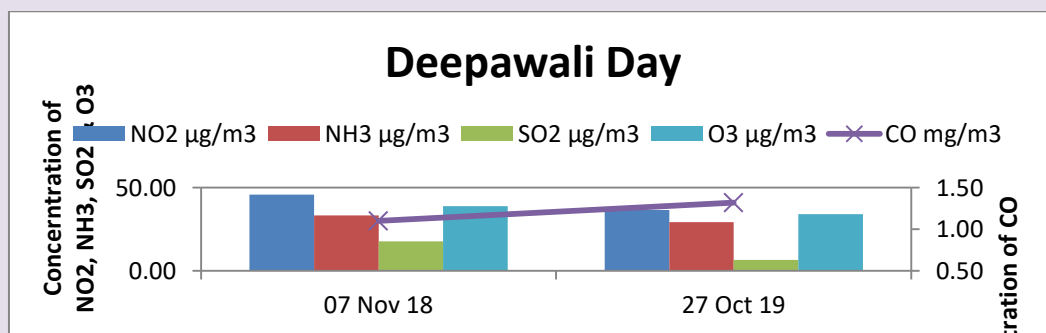 Deepawali Day
Concerntration of
NO2, NH3, SO2 & O3
NO2 µg/m3 NH3 µg/m3 SO2 µg/m3 O3 µg/m3 CO mg/m3
50.00
0.00
1.50
1.00
0.50
07 Nov 18 27 Oct 19
of CO